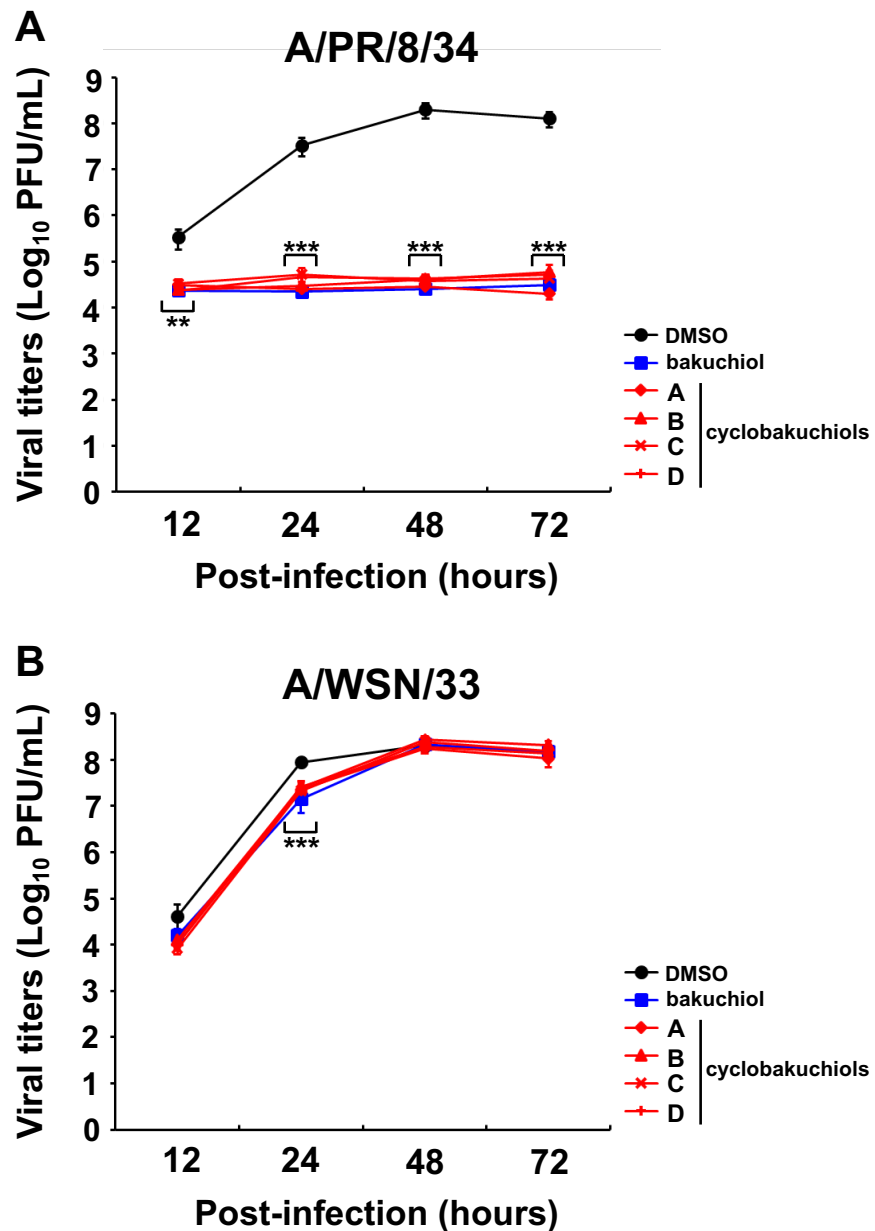 A
A/PR/8/34
Viral titers (Log₁₀ PFU/mL)
9
8
7
6
5
4
3
2
1
0
***
***
***
**
12 24 48 72
Post-infection (hours)
DMSO
bakuchiol
A
B
C
D
cyclobakuchiols
B
A/WSN/33
Viral titers (Log₁₀ PFU/mL)
9
8
7
6
5
4
3
2
1
0
***
12 24 48 72
Post-infection (hours)
DMSO
bakuchiol
A
B
C
D
cyclobakuchiols